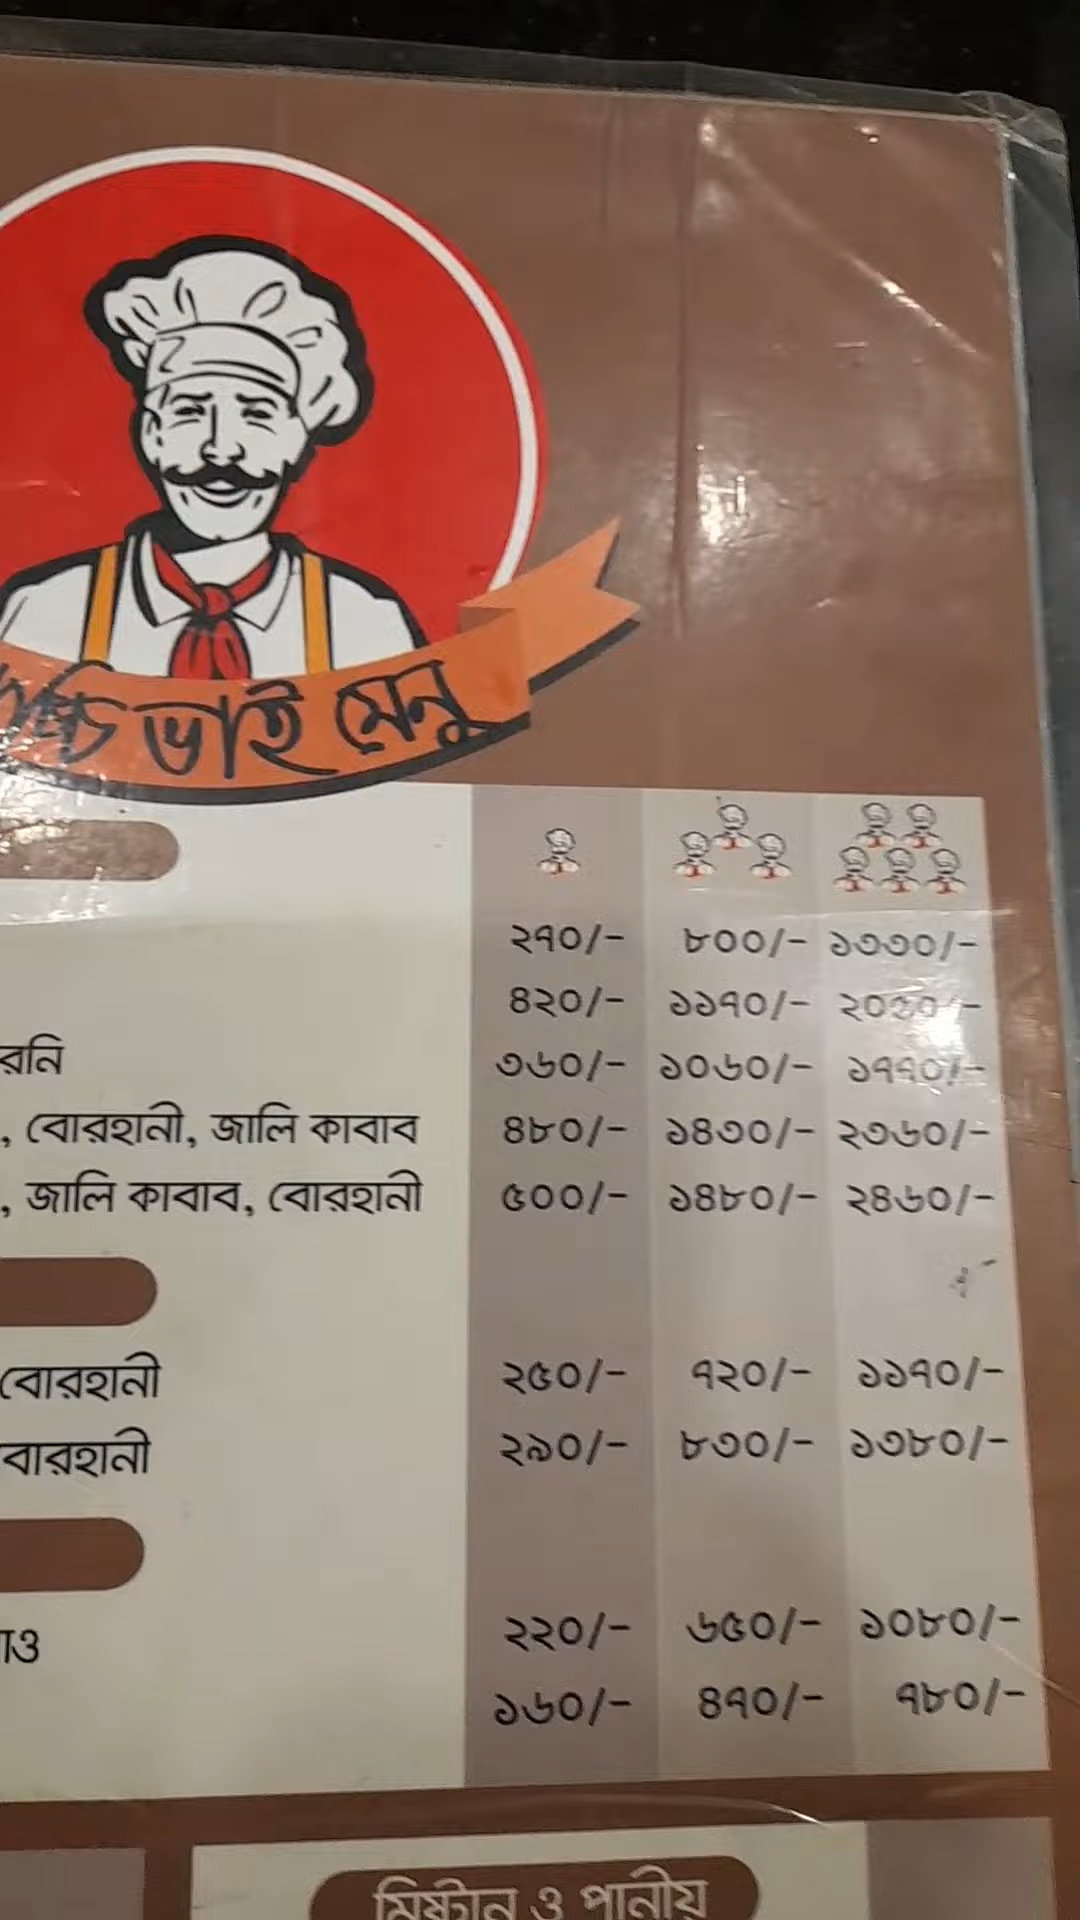 ভাই মেনু
২৭০/- ৮০০/- ১৩৩০/-
৪২০/- ১১৭০/-
রনি ৩৬০/- ১০৬০/- ১৭৭০/-
, বোরহানী, জালি কাবাব ৪৮০/- ১৪৩০/- ২৩৬০/-
, জালি কাবাব, বোরহানী ৫০০/- ১৪৮০/- ২৪৬০/-
বোরহানী ২৫০/- ৭২০/- ১১৭০/-
বোরহানী ২৯০/- ৮৩০/- ১৩৮০/-
াও ২২০/- ৬৫০/- ১০৮০/-
১৬০/- ৪৭০/- ৭৮০/-
মিষ্টান্ন ও পানীয়